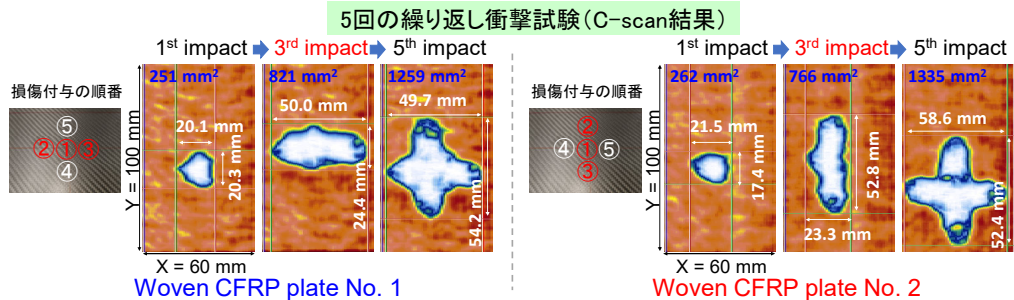 5回の繰り返し衝撃試験(C-scan結果)
1st impact 3rd impact 5th impact
損傷付与の順番
⑤
②①③
④
Y = 100 mm
251 mm²
20.1 mm
20.3 mm
821 mm²
50.0 mm
24.4 mm
1259 mm²
49.7 mm
54.2 mm
X = 60 mm
Woven CFRP plate No. 1
1st impact 3rd impact 5th impact
損傷付与の順番
②
④①⑤
③
Y = 100 mm
262 mm²
21.5 mm
17.4 mm
766 mm²
52.8 mm
23.3 mm
1335 mm²
58.6 mm
52.4 mm
X = 60 mm
Woven CFRP plate No. 2